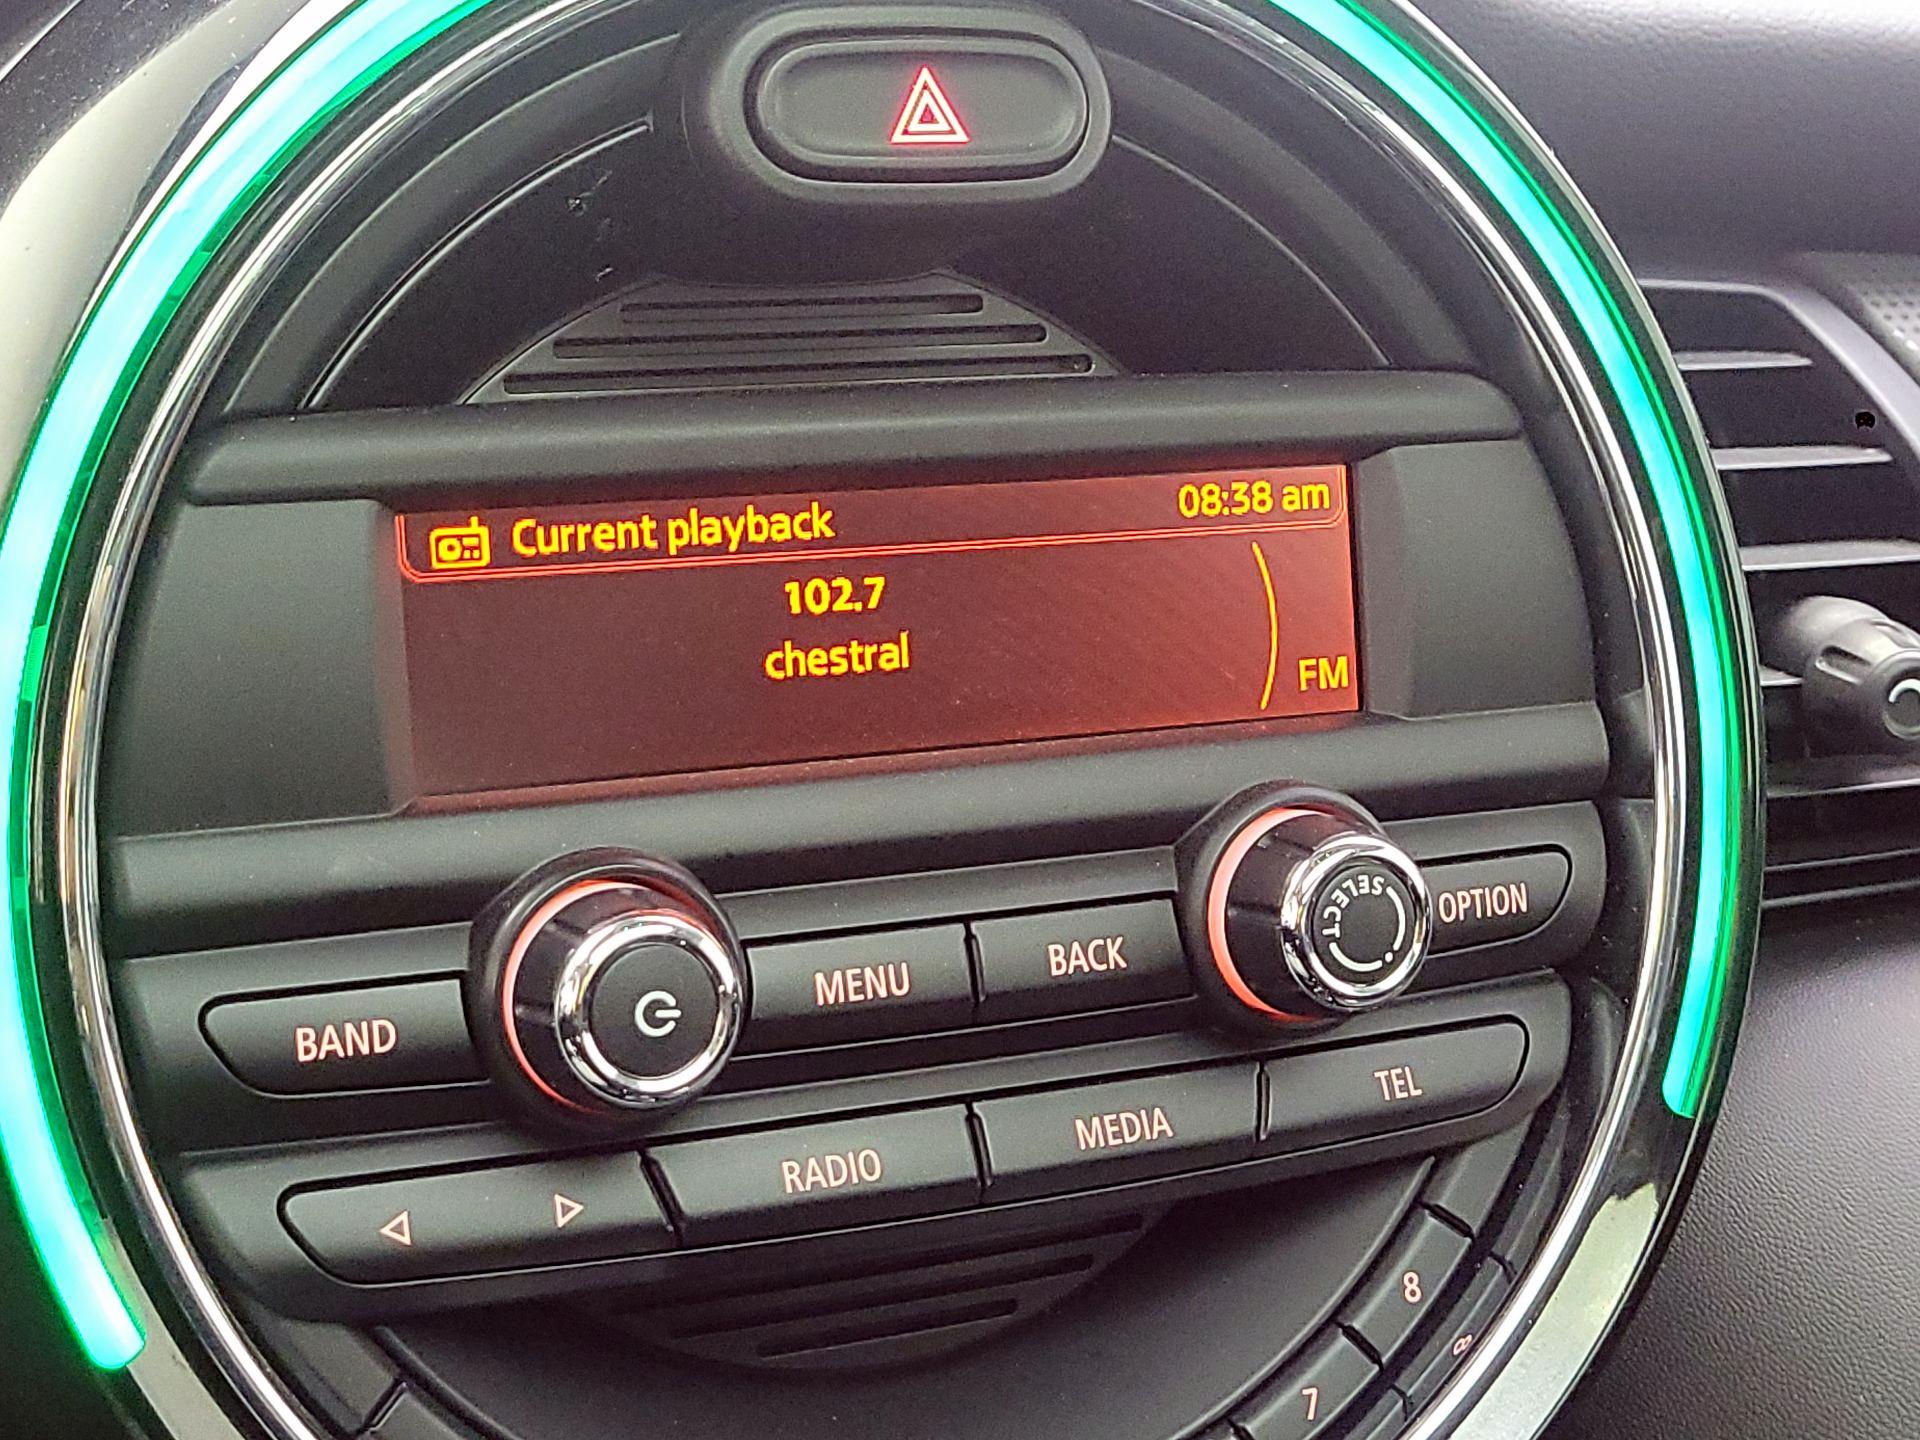 Current playback 08:38 am
102.7
chestral
FM
SELECT
OPTION
BAND
MENU
BACK
RADIO
MEDIA
TEL
8
7